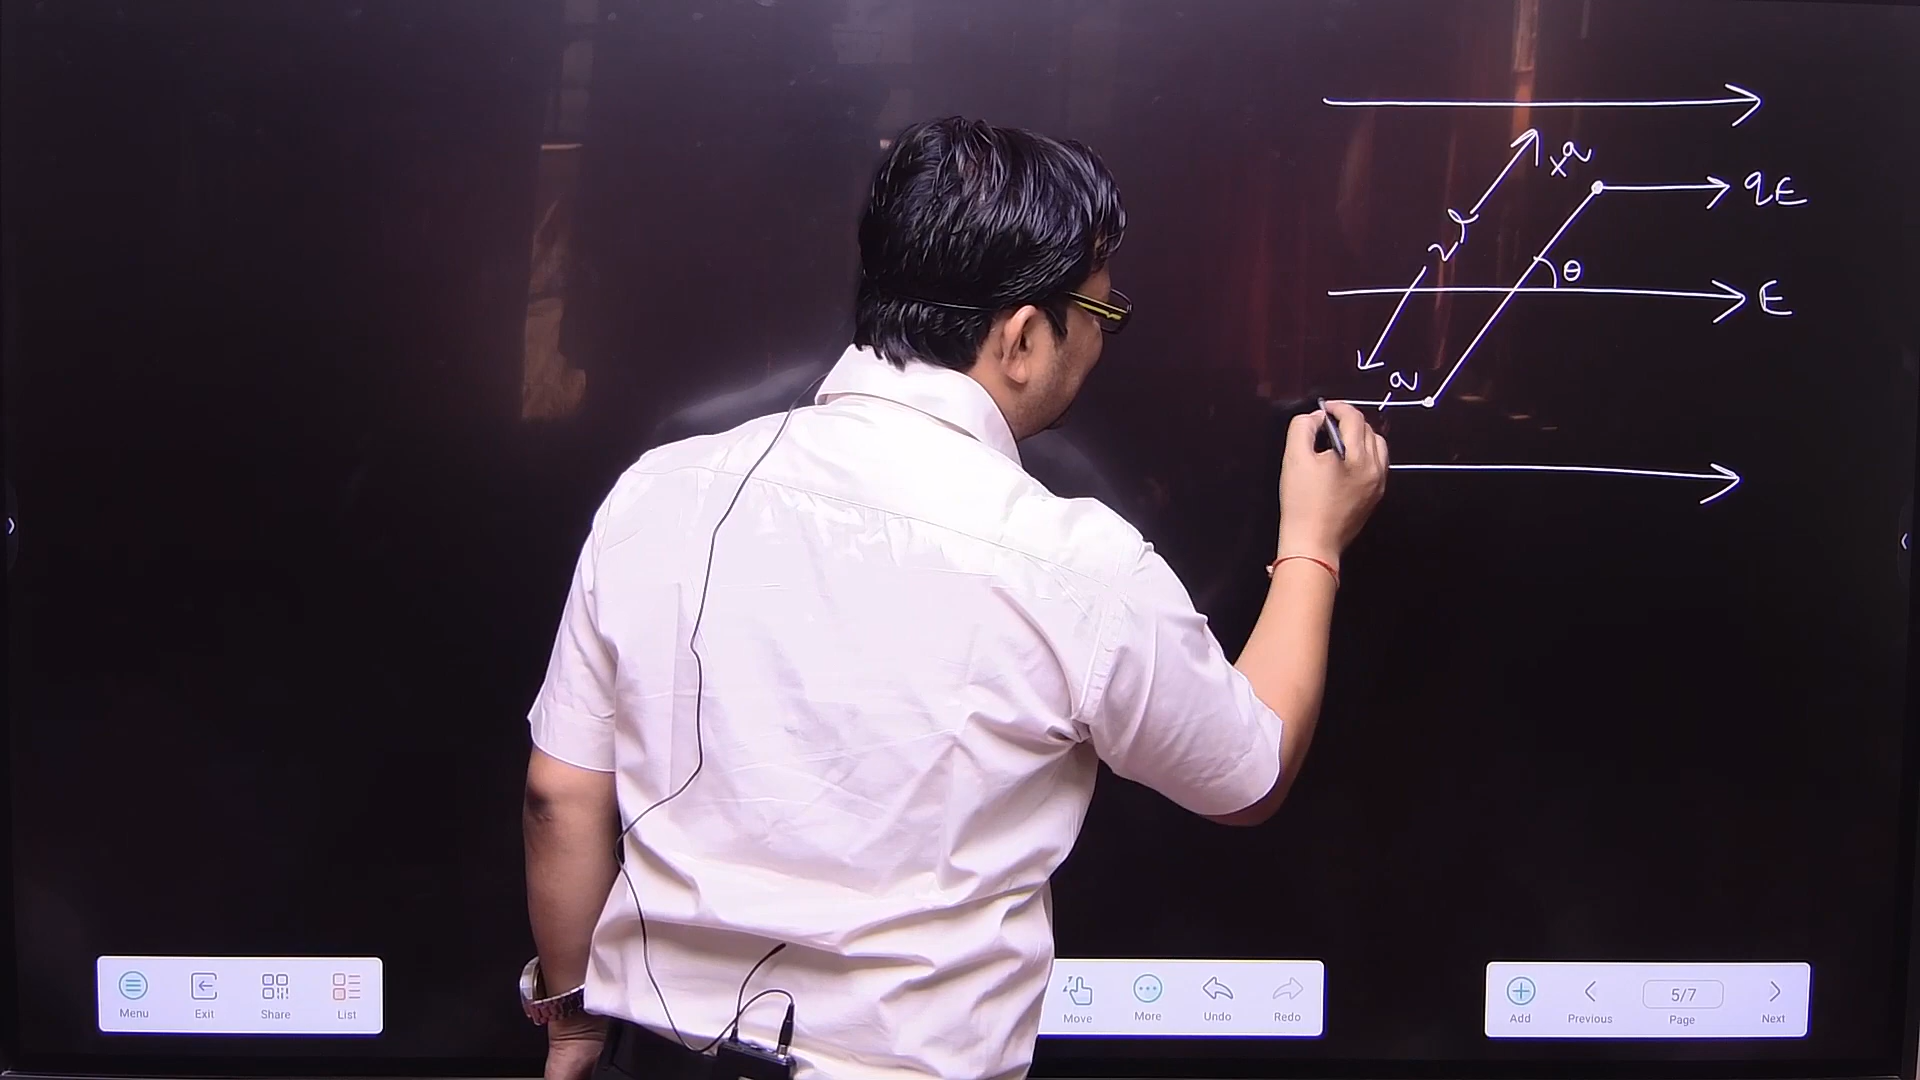 +q
qE
2l
θ
E
-q
Menu
Exit
Share
List
Move
More
Undo
Redo
Add
Previous
5/7
Page
Next